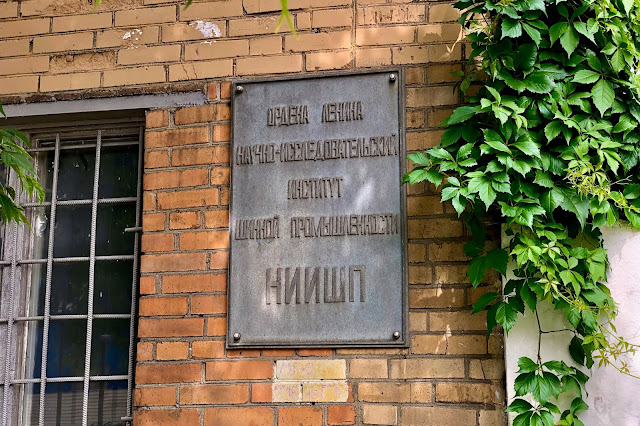 ОРДЕНА ЛЕНИНА
НАУЧНО-ИССЛЕДОВАТЕЛЬСКИЙ
ИНСТИТУТ
ШИННОЙ ПРОМЫШЛЕННОСТИ
НИИШП